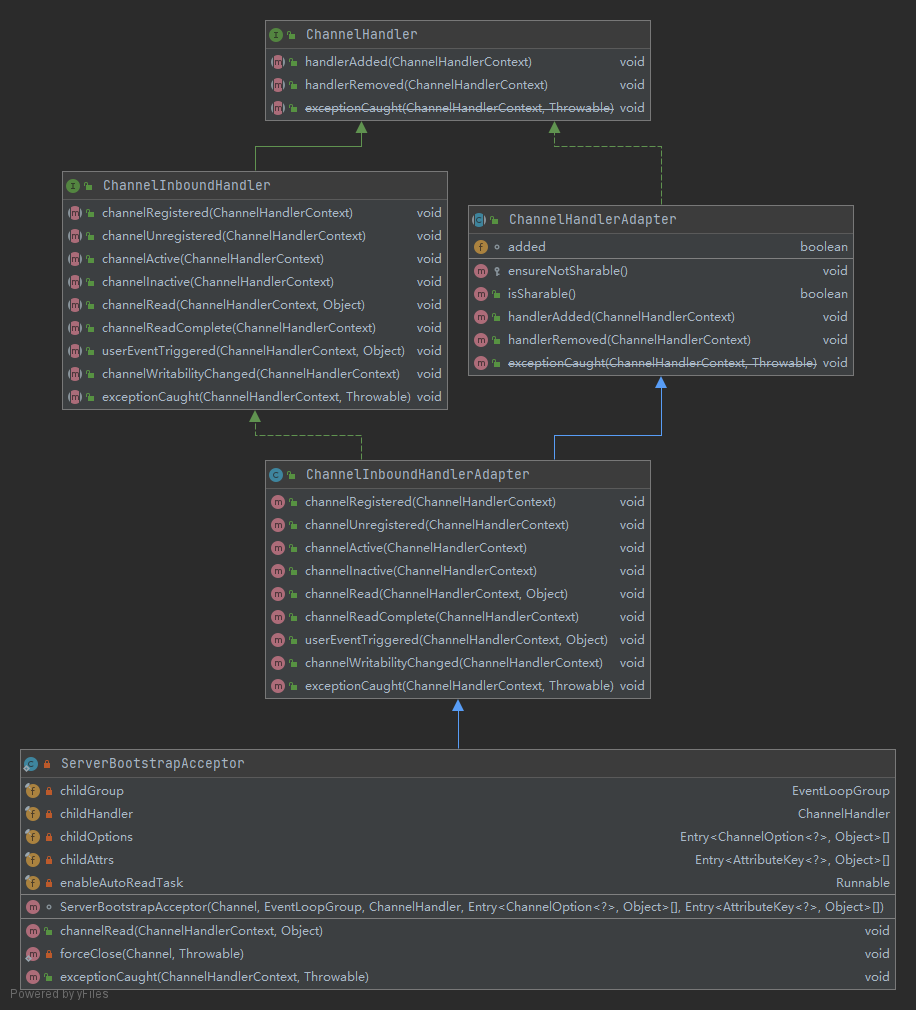 ChannelHandler
handlerAdded(ChannelHandlerContext) void
handlerRemoved(ChannelHandlerContext) void
exceptionCaught(ChannelHandlerContext, Throwable) void
ChannelInboundHandler
channelRegistered(ChannelHandlerContext) void
channelUnregistered(ChannelHandlerContext) void
channelActive(ChannelHandlerContext) void
channelInactive(ChannelHandlerContext) void
channelRead(ChannelHandlerContext, Object) void
channelReadComplete(ChannelHandlerContext) void
userEventTriggered(ChannelHandlerContext, Object) void
channelWritabilityChanged(ChannelHandlerContext) void
exceptionCaught(ChannelHandlerContext, Throwable) void
ChannelHandlerAdapter
added boolean
ensureNotSharable() void
isSharable() boolean
handlerAdded(ChannelHandlerContext) void
handlerRemoved(ChannelHandlerContext) void
exceptionCaught(ChannelHandlerContext, Throwable) void
ChannelInboundHandlerAdapter
channelRegistered(ChannelHandlerContext) void
channelUnregistered(ChannelHandlerContext) void
channelActive(ChannelHandlerContext) void
channelInactive(ChannelHandlerContext) void
channelRead(ChannelHandlerContext, Object) void
channelReadComplete(ChannelHandlerContext) void
userEventTriggered(ChannelHandlerContext, Object) void
channelWritabilityChanged(ChannelHandlerContext) void
exceptionCaught(ChannelHandlerContext, Throwable) void
ServerBootstrapAcceptor
childGroup EventLoopGroup
childHandler ChannelHandler
childOptions Entry<ChannelOption<?>, Object>[]
childAttrs Entry<AttributeKey<?>, Object>[]
enableAutoReadTask Runnable
ServerBootstrapAcceptor(Channel, EventLoopGroup, ChannelHandler, Entry<ChannelOption<?>, Object>[], Entry<AttributeKey<?>, Object>[])
channelRead(ChannelHandlerContext, Object) void
forceClose(Channel, Throwable) void
exceptionCaught(ChannelHandlerContext, Throwable) void
Powered by yFiles